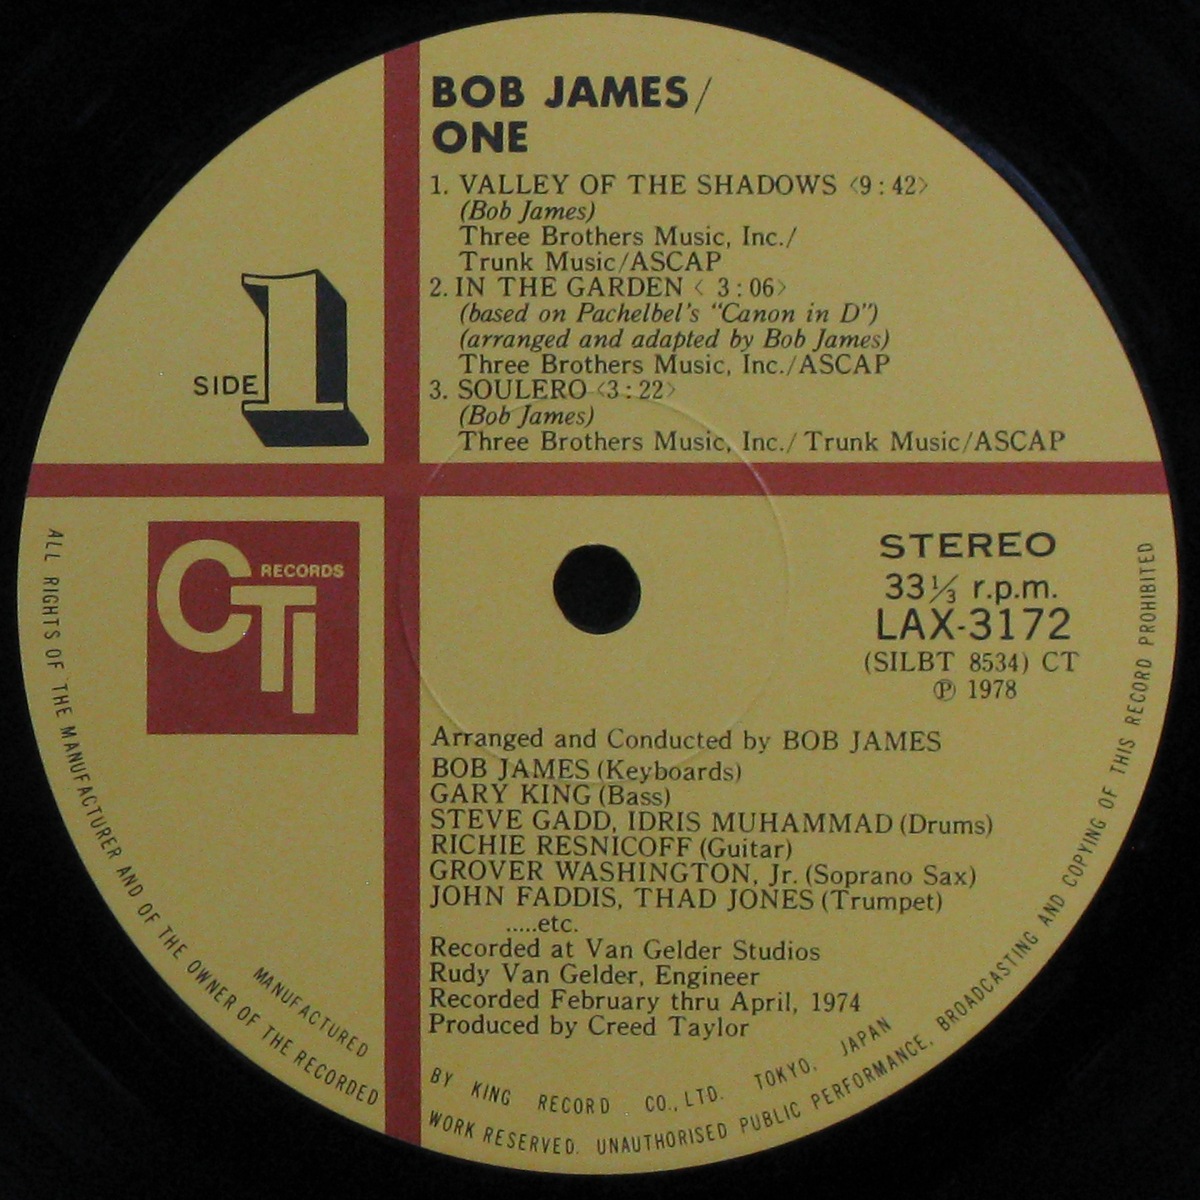 BOB JAMES/
ONE
1. VALLEY OF THE SHADOWS <9:42>
(Bob James)
Three Brothers Music, Inc./
Trunk Music/ASCAP
2. IN THE GARDEN < 3:06>
(based on Pachelbel's "Canon in D")
(arranged and adapted by Bob James)
Three Brothers Music, Inc./ASCAP
3. SOULERO <3:22>
(Bob James)
Three Brothers Music, Inc./Trunk Music/ASCAP
SIDE 1
CTI RECORDS
STEREO
33⅓ r.p.m.
LAX-3172
(SILBT 8534) CT
℗ 1978
Arranged and Conducted by BOB JAMES
BOB JAMES (Keyboards)
GARY KING (Bass)
STEVE GADD, IDRIS MUHAMMAD (Drums)
RICHIE RESNICOFF (Guitar)
GROVER WASHINGTON, Jr. (Soprano Sax)
JOHN FADDIS, THAD JONES (Trumpet)
.....etc.
Recorded at Van Gelder Studios
Rudy Van Gelder, Engineer
Recorded February thru April, 1974
Produced by Creed Taylor
MANUFACTURED BY KING RECORD CO., LTD. TOKYO, JAPAN
ALL RIGHTS OF THE MANUFACTURER AND OF THE OWNER OF THE RECORDED WORK RESERVED. UNAUTHORISED PUBLIC PERFORMANCE, BROADCASTING AND COPYING OF THIS RECORD PROHIBITED